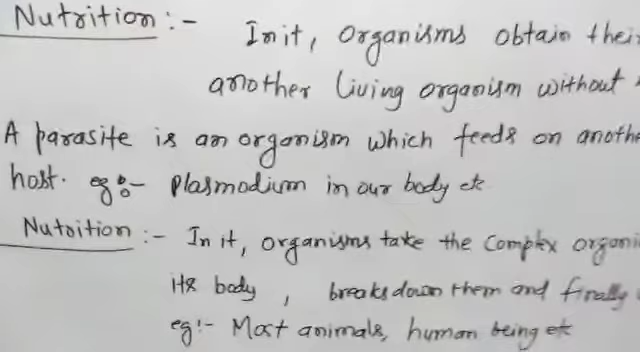 Nutrition :- In it, organisms obtain their
another living organism without
A parasite is an organism which feeds on anothe
host. eg:- plasmodium in our body etc
Nutrition :- In it, organisms take the complex organi
its body, breaks down them and finally
eg:- Most animals, human being etc